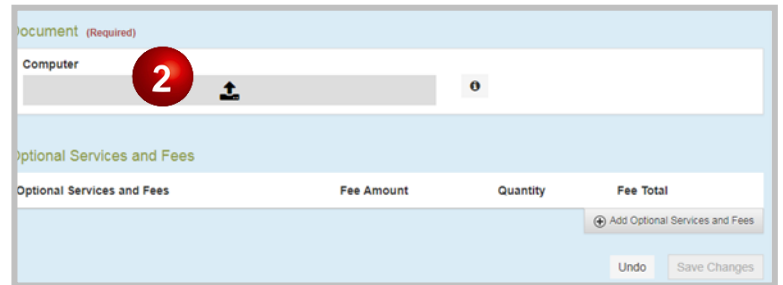 Document (Required)
Computer
2
Optional Services and Fees
Optional Services and Fees Fee Amount Quantity Fee Total
Add Optional Services and Fees
Undo Save Changes